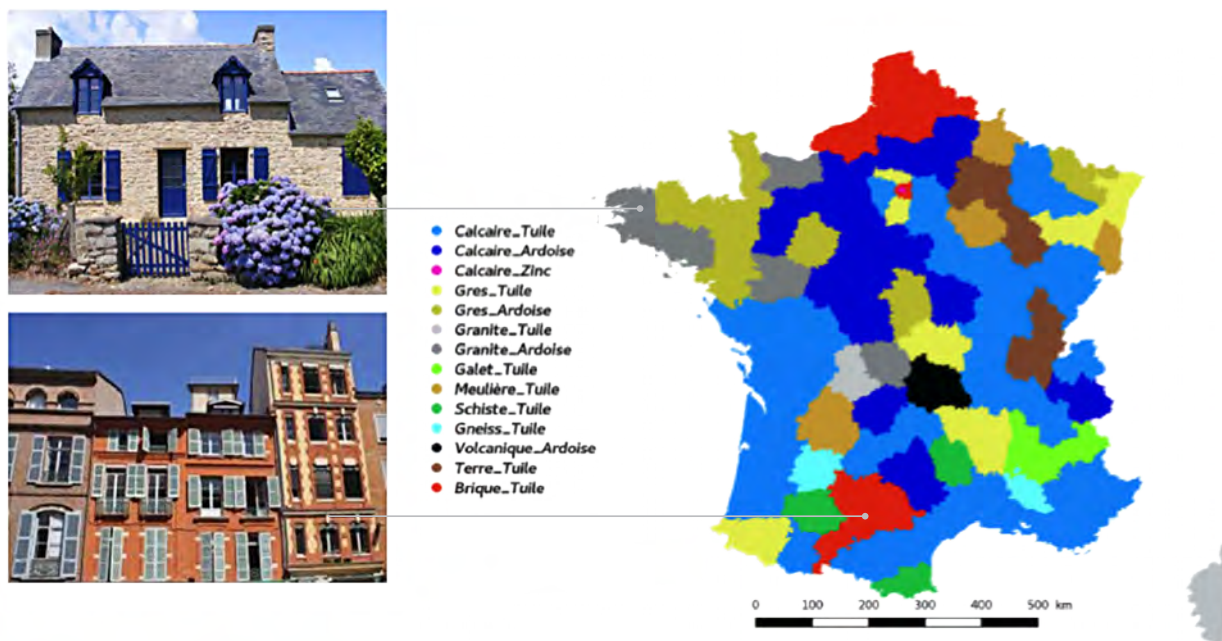 Calcaire_Tuile
Calcaire_Ardoise
Calcaire_Zinc
Gres_Tuile
Gres_Ardoise
Granite_Tuile
Granite_Ardoise
Galet_Tuile
Meulière_Tuile
Schiste_Tuile
Gneiss_Tuile
Volcanique_Ardoise
Terre_Tuile
Brique_Tuile
0 100 200 300 400 500 km